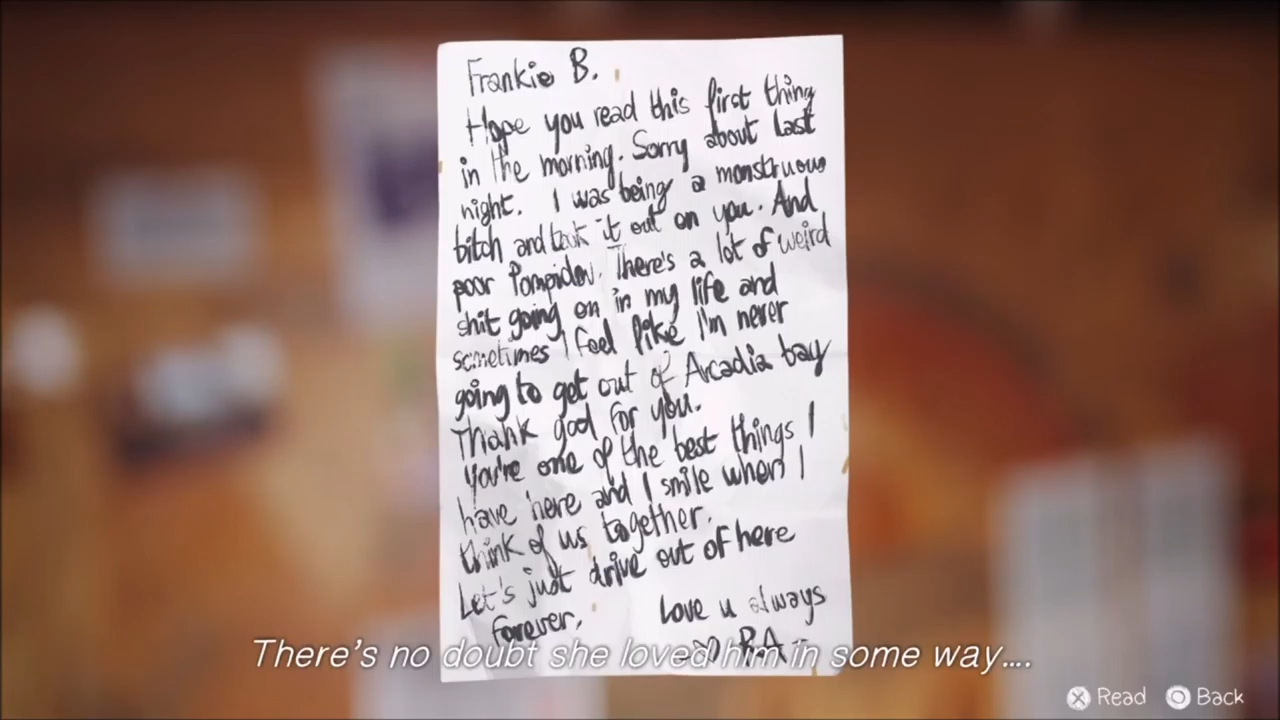 Frankie B.
Hope you read this first thing
in the morning. Sorry about last
night. I was being a monstruous
bitch and took it out on you. And
poor Pompidou. There's a lot of weird
shit going on in my life and
sometimes I feel like I'm never
going to get out of Arcadia bay
Thank god for you.
You're one of the best things I
have here and I smile when I
think of us together.
Let's just drive out of here
forever.
Love u always
R.A
There's no doubt she loved him in some way....
Read
Back